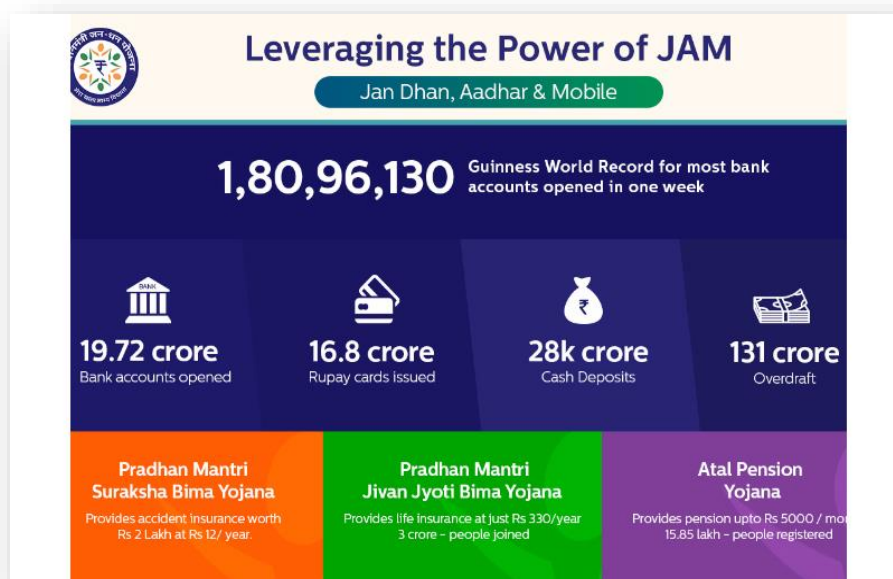 Leveraging the Power of JAM
Jan Dhan, Aadhar & Mobile
1,80,96,130
Guinness World Record for most bank
accounts opened in one week
BANK
19.72 crore
Bank accounts opened
16.8 crore
Rupay cards issued
₹
28k crore
Cash Deposits
131 crore
Overdraft
Pradhan Mantri
Suraksha Bima Yojana
Provides accident insurance worth
Rs 2 Lakh at Rs 12/ year.
Pradhan Mantri
Jivan Jyoti Bima Yojana
Provides life insurance at just Rs 330/year
3 crore - people joined
Atal Pension
Yojana
Provides pension upto Rs 5000 /
15.85 lakh - people registered